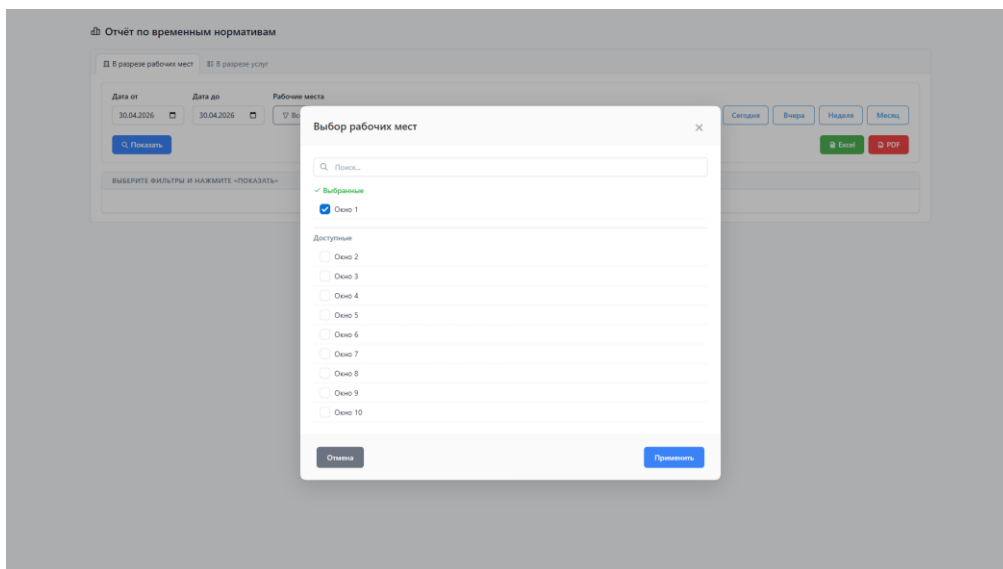 Отчёт по временным нормативам
В разрезе рабочих мест В разрезе услуг
Дата от Дата до Рабочие места
30.04.2026 30.04.2026 Сегодня Вчера Неделя Месяц
Показать Excel PDF
ВЫБЕРИТЕ ФИЛЬТРЫ И НАЖМИТЕ «ПОКАЗАТЬ»
Выбор рабочих мест
Поиск...
Выбранные
Окно 1
Доступные
Окно 2
Окно 3
Окно 4
Окно 5
Окно 6
Окно 7
Окно 8
Окно 9
Окно 10
Отмена Применить